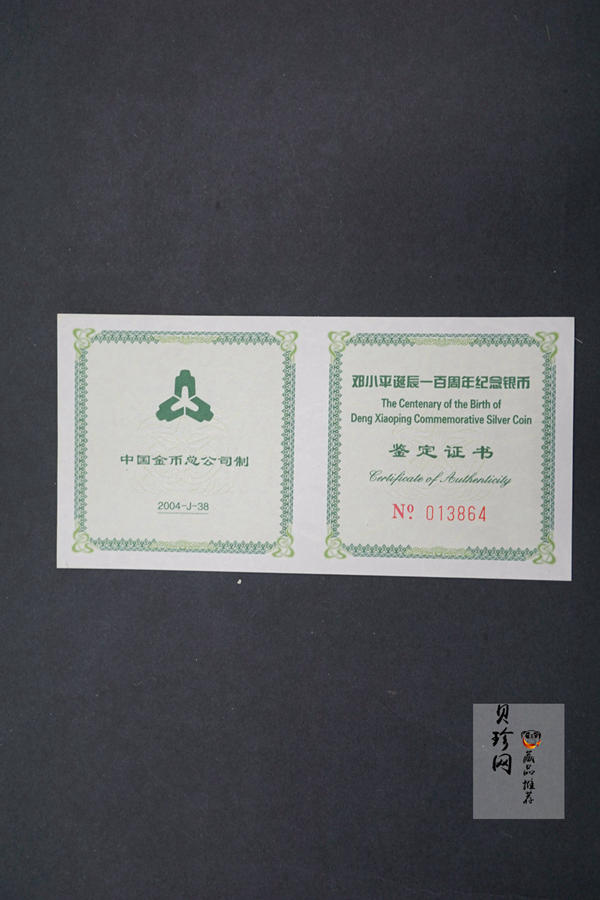 中国金币总公司制
2004-J-38
邓小平诞辰一百周年纪念银币
The Centenary of the Birth of
Deng Xiaoping Commemorative Silver Coin
鉴定证书
Certificate of Authenticity
Nº 013864
贝珍网
藏品推荐